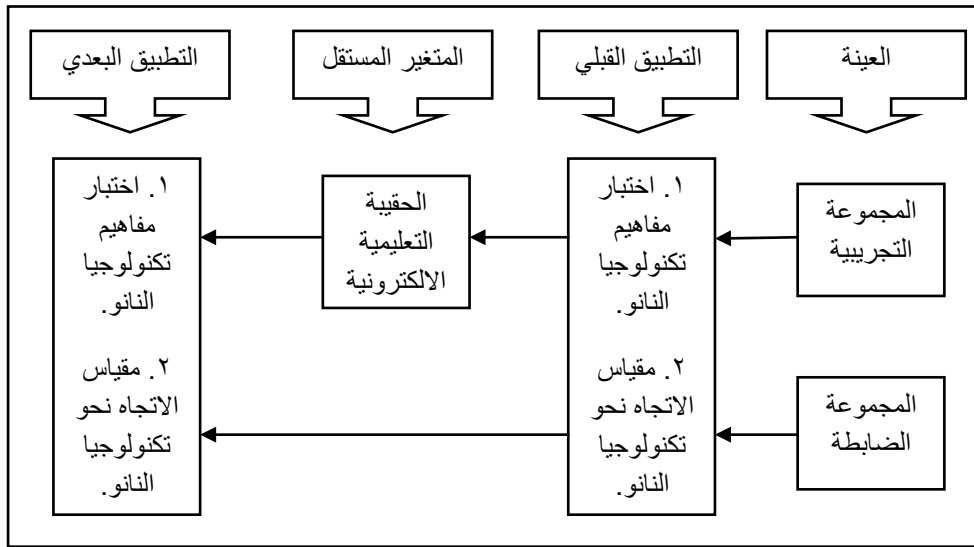 العينة
التطبيق القبلي
المتغير المستقل
التطبيق البعدي
المجموعة
التجريبية
١. اختبار
مفاهيم
تكنولوجيا
النانو.
٢. مقياس
الاتجاه نحو
تكنولوجيا
النانو.
الحقيبة
التعليمية
الالكترونية
١. اختبار
مفاهيم
تكنولوجيا
النانو.
٢. مقياس
الاتجاه نحو
تكنولوجيا
النانو.
المجموعة
الضابطة